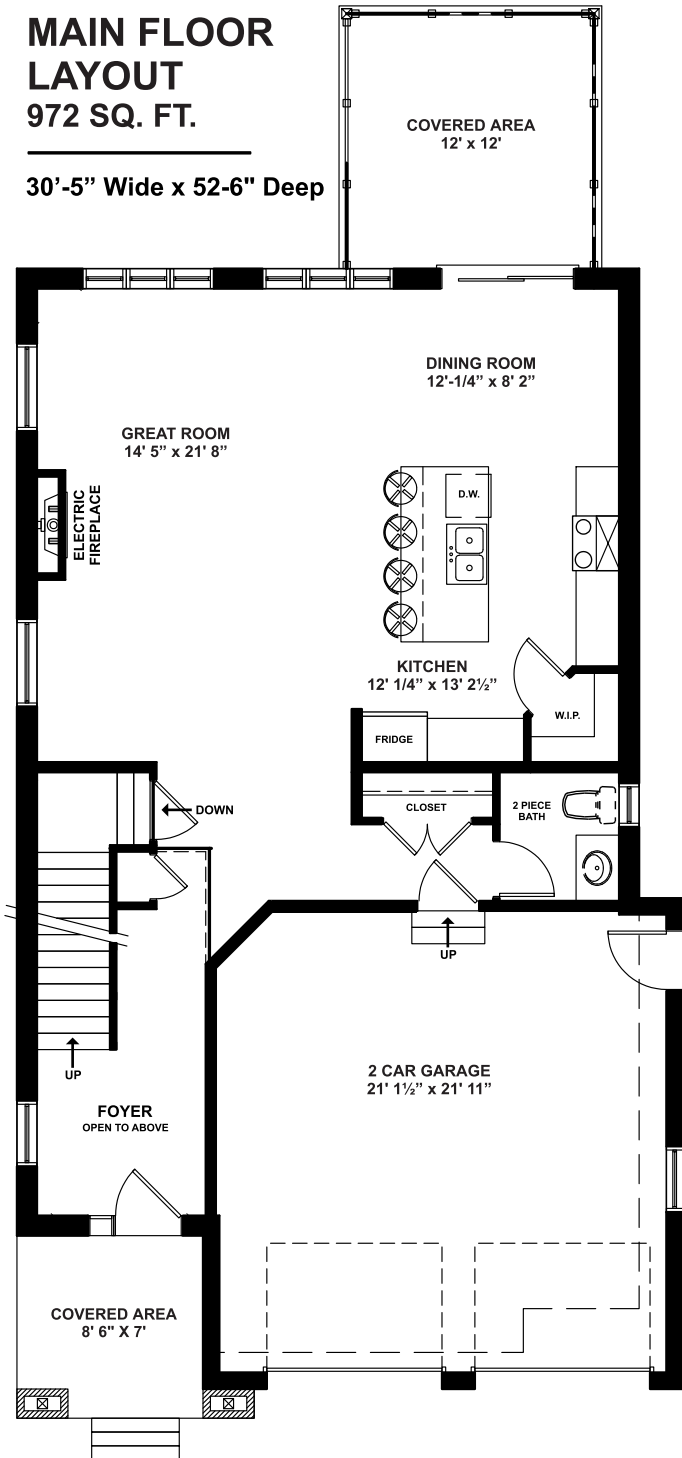 MAIN FLOOR
LAYOUT
972 SQ. FT.
30’-5” Wide x 52-6" Deep
COVERED AREA
12' x 12'
DINING ROOM
12'-1/4” x 8' 2”
GREAT ROOM
14' 5” x 21' 8”
ELECTRIC
FIREPLACE
D.W.
KITCHEN
12' 1/4” x 13' 2½”
W.I.P.
FRIDGE
DOWN
CLOSET
2 PIECE
BATH
UP
UP
2 CAR GARAGE
21' 1½” x 21' 11”
FOYER
OPEN TO ABOVE
COVERED AREA
8' 6" X 7'